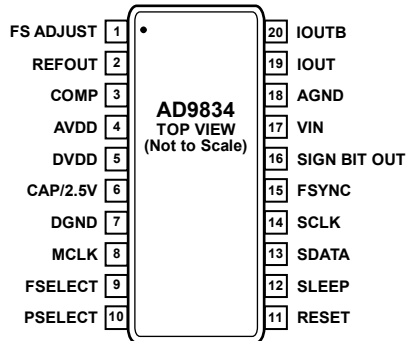 FS ADJUST 1
REFOUT 2
COMP 3
AVDD 4
DVDD 5
CAP/2.5V 6
DGND 7
MCLK 8
FSELECT 9
PSELECT 10
AD9834
TOP VIEW
(Not to Scale)
20 IOUTB
19 IOUT
18 AGND
17 VIN
16 SIGN BIT OUT
15 FSYNC
14 SCLK
13 SDATA
12 SLEEP
11 RESET